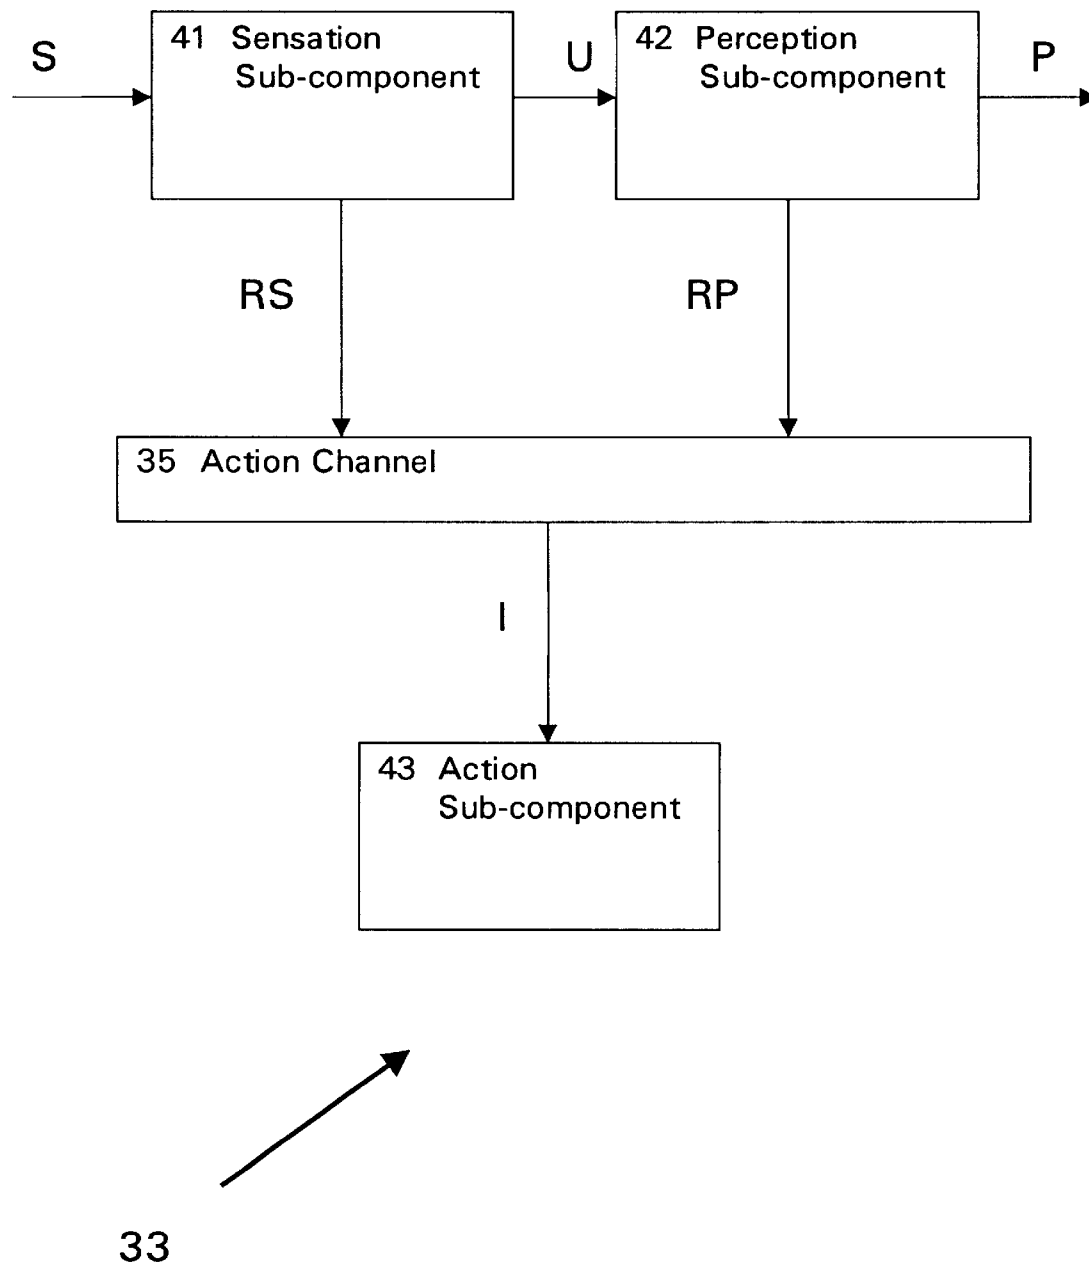 S
41 Sensation
Sub-component
U
42 Perception
Sub-component
P
RS
RP
35 Action Channel
I
43 Action
Sub-component
33